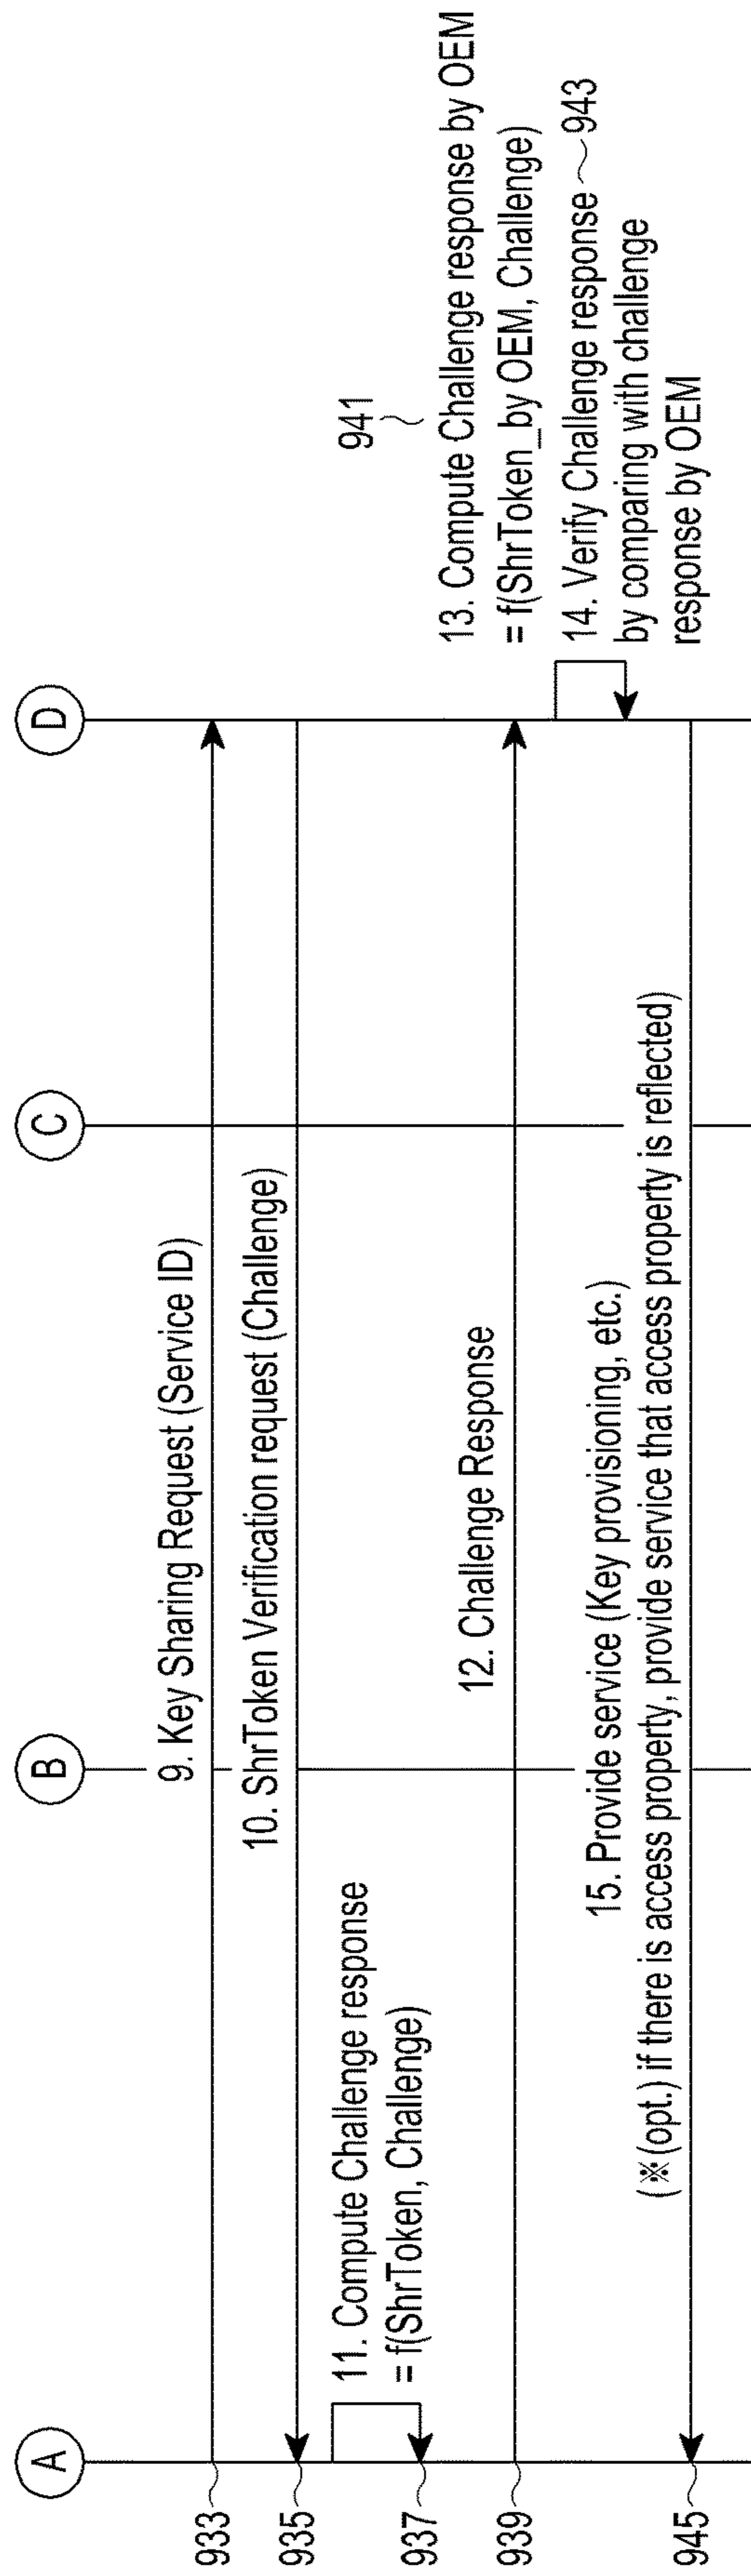 A
B
C
D
933
9. Key Sharing Request (Service ID)
935
10. ShrToken Verification request (Challenge)
937
11. Compute Challenge response
= f(ShrToken, Challenge)
939
12. Challenge Response
941
13. Compute Challenge response by OEM
= f(ShrToken_by OEM, Challenge)
14. Verify Challenge response ~ 943
by comparing with challenge
response by OEM
945
15. Provide service (Key provisioning, etc.)
(※(opt.) if there is access property, provide service that access property is reflected)